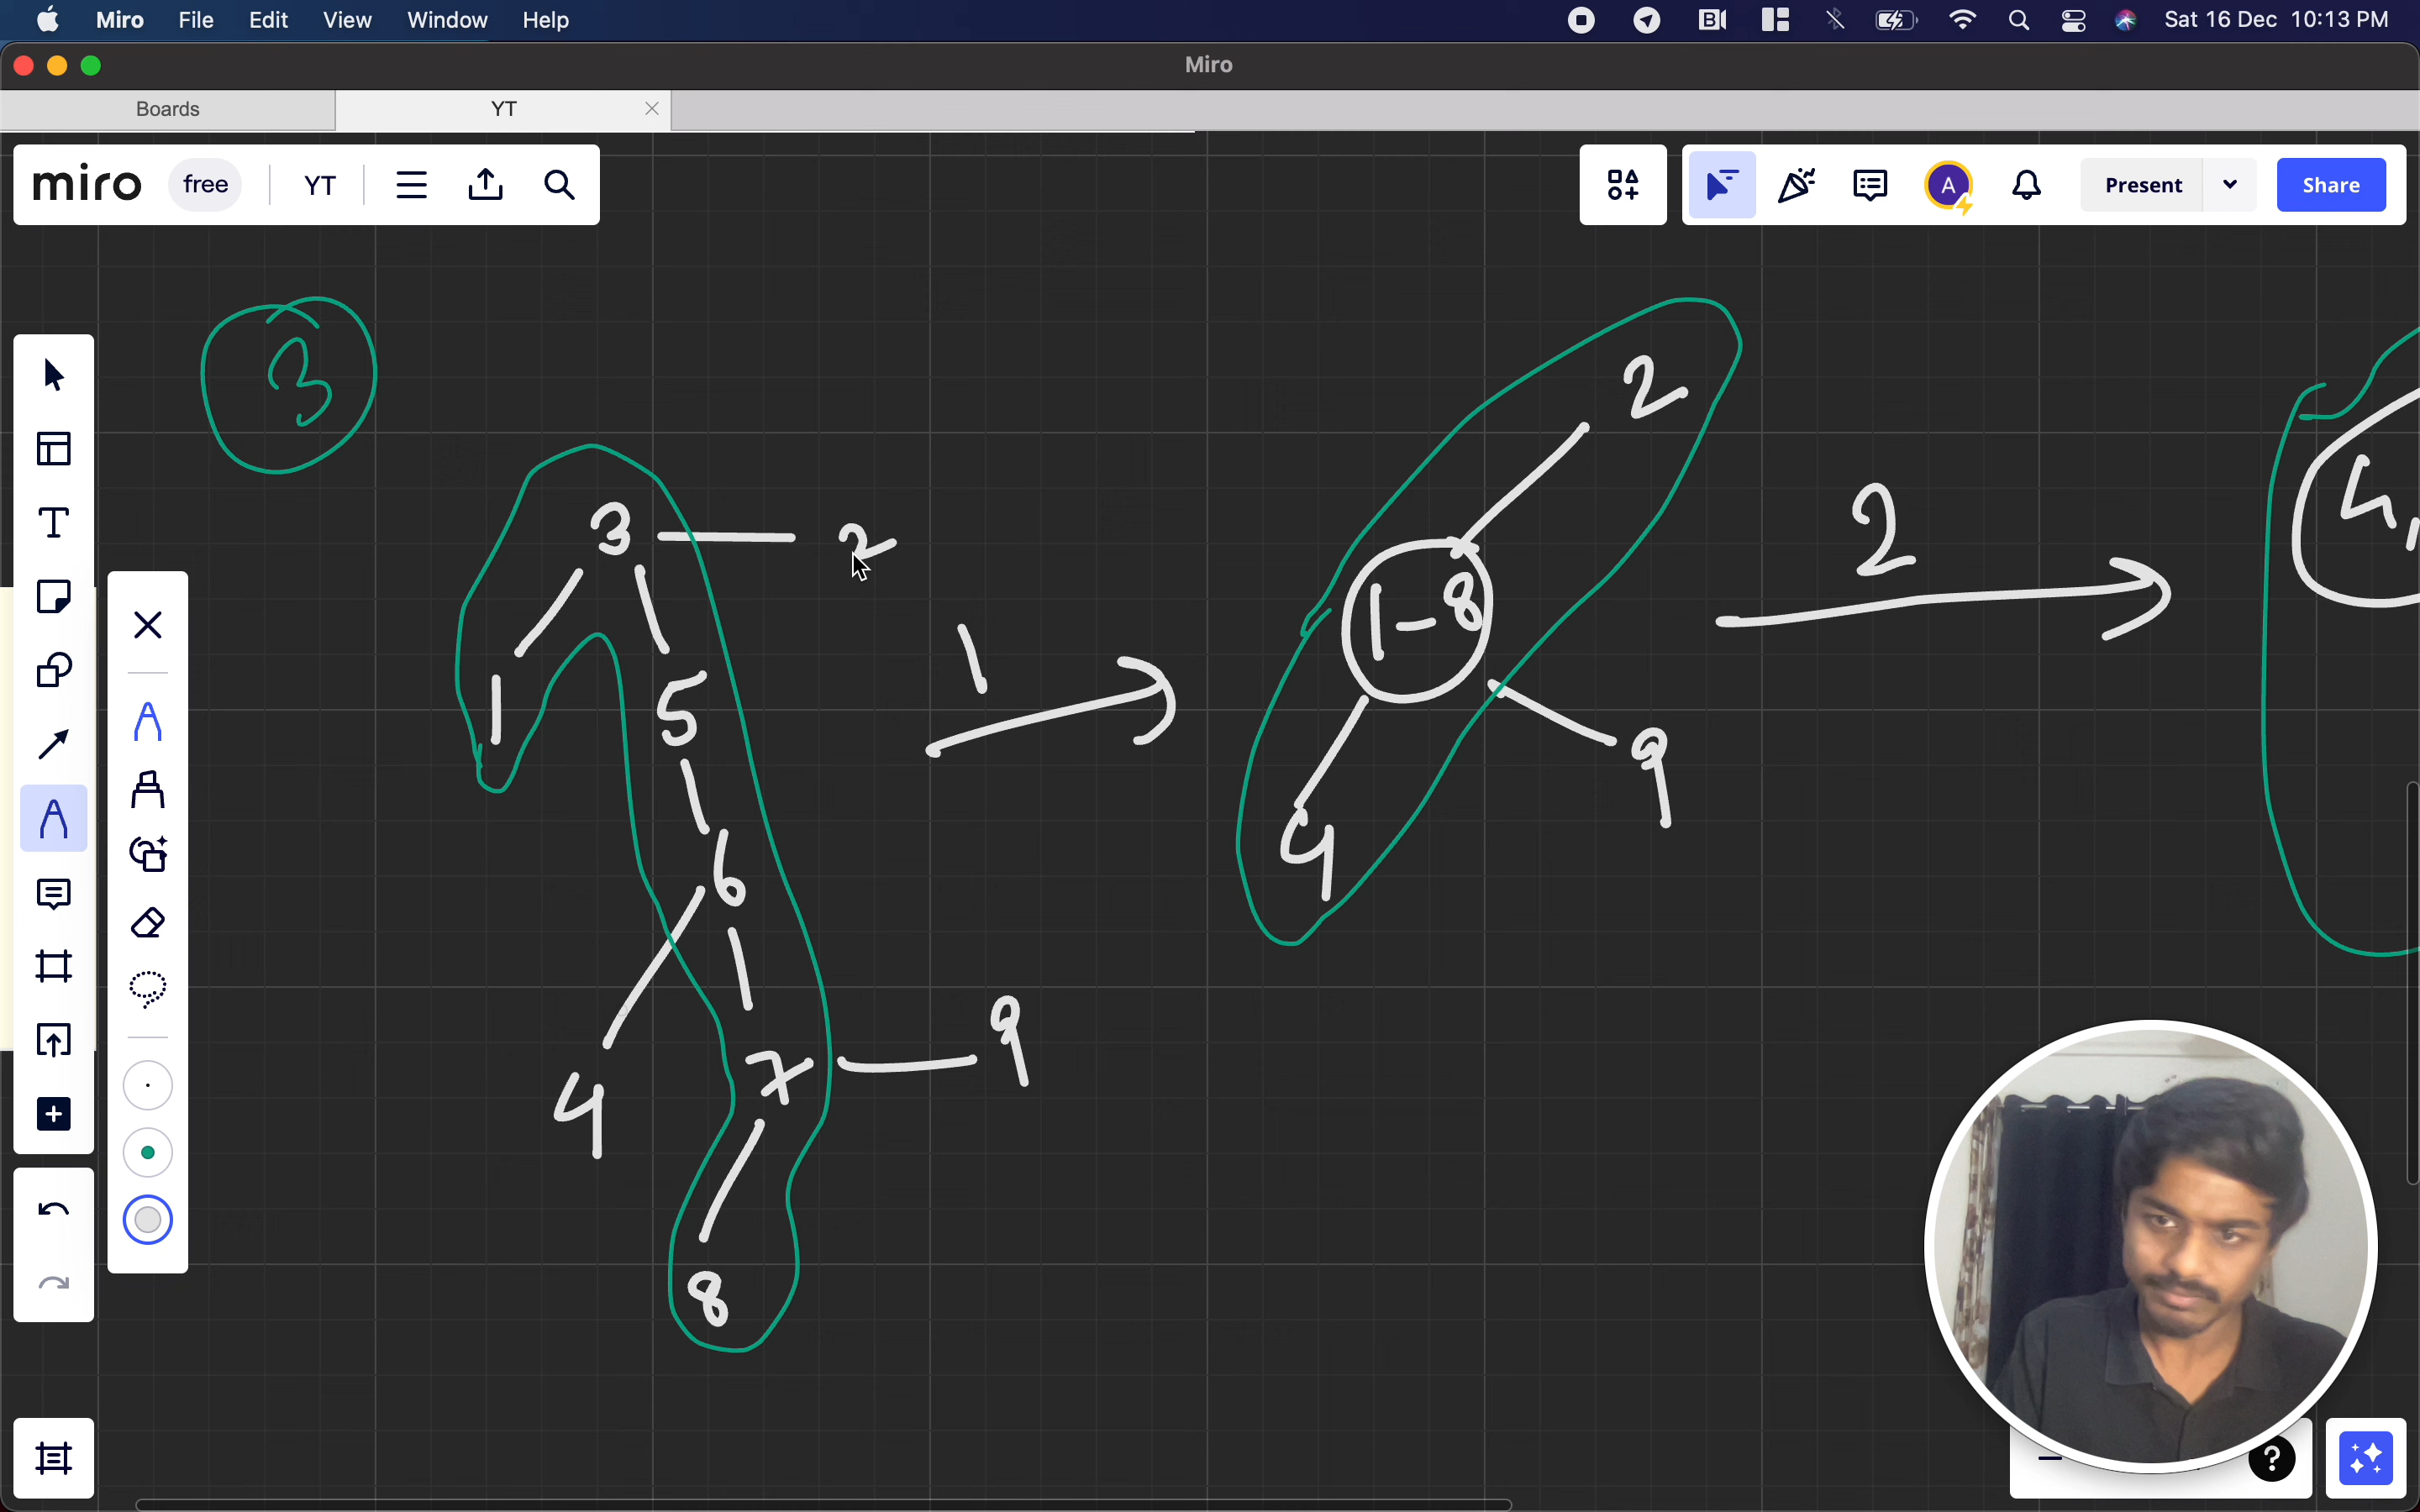 Miro File Edit View Window Help Sat 16 Dec 10:13 PM
Miro
Boards YT
miro free YT Present Share
A
3
2
3 2
1 - 8
2
4,
1
5
1
9
6
4
4
7 9
8
?